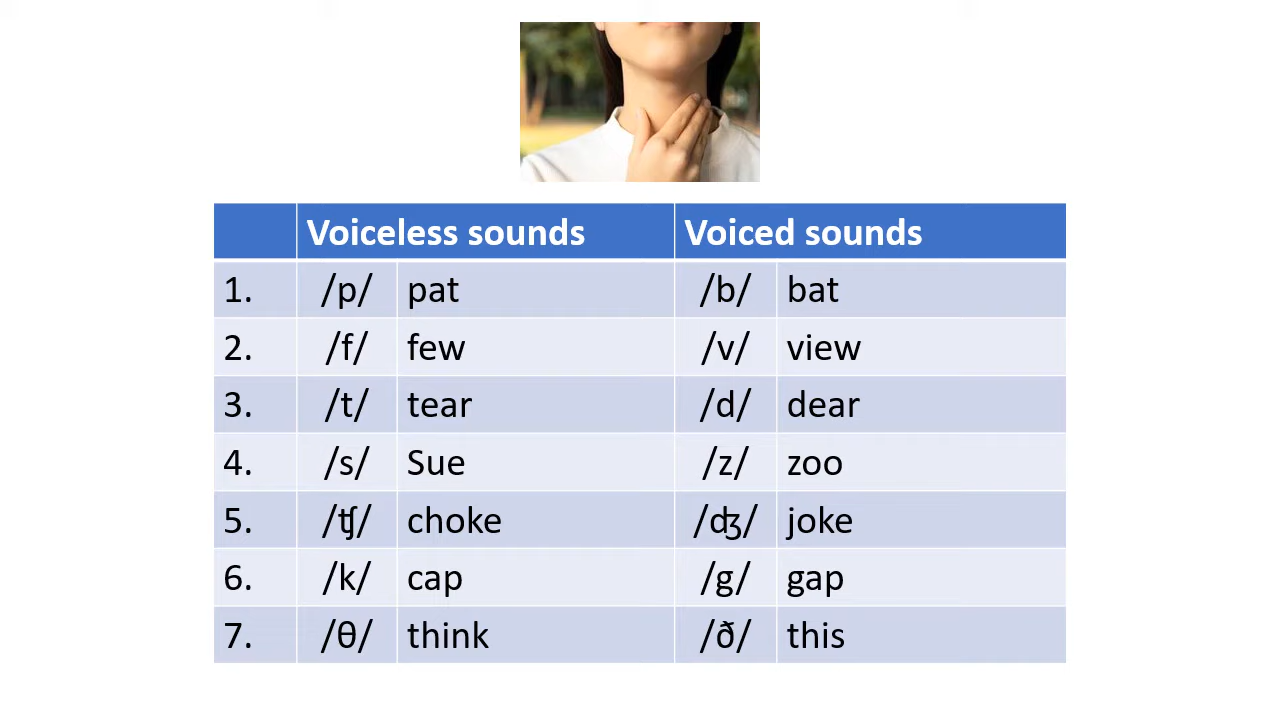 Voiceless sounds Voiced sounds
1. /p/ pat /b/ bat
2. /f/ few /v/ view
3. /t/ tear /d/ dear
4. /s/ Sue /z/ zoo
5. /ʧ/ choke /ʤ/ joke
6. /k/ cap /g/ gap
7. /θ/ think /ð/ this